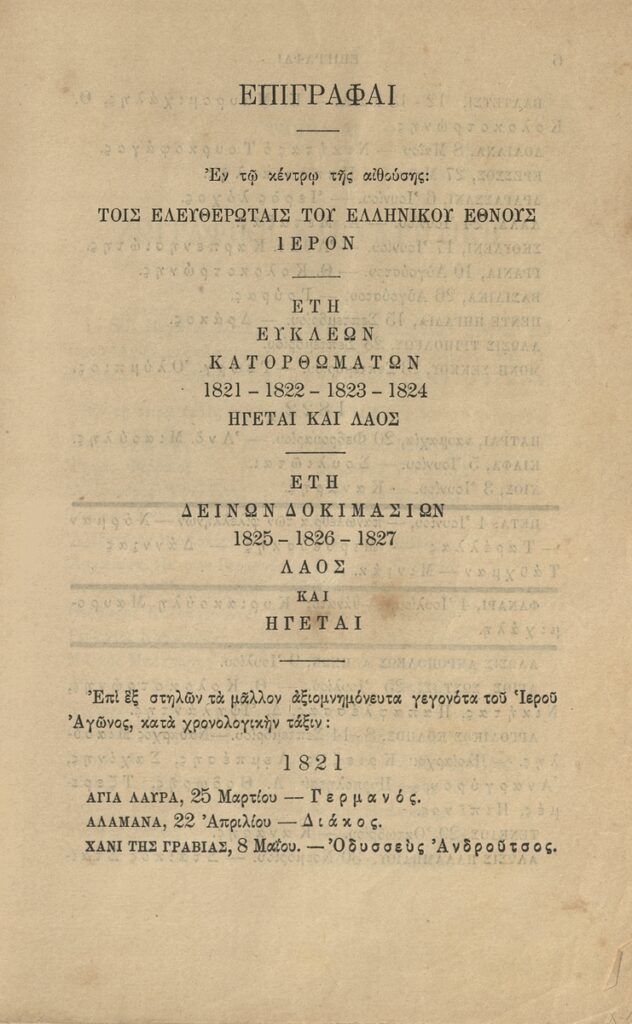 ΕΠΙΓΡΑΦΑΙ
Ἐν τῷ κέντρῳ τῆς αἰθούσης:
ΤΟΙΣ ΕΛΕΥΘΕΡΩΤΑΙΣ ΤΟΥ ΕΛΛΗΝΙΚΟΥ ΕΘΝΟΥΣ
ΙΕΡΟΝ
ΕΤΗ
ΕΥΚΛΕΩΝ
ΚΑΤΟΡΘΩΜΑΤΩΝ
1821 – 1822 – 1823 – 1824
ΗΓΕΤΑΙ ΚΑΙ ΛΑΟΣ
ΕΤΗ
ΔΕΙΝΩΝ ΔΟΚΙΜΑΣΙΩΝ
1825 – 1826 – 1827
ΛΑΟΣ
ΚΑΙ
ΗΓΕΤΑΙ
Ἐπὶ ἓξ στηλῶν τὰ μᾶλλον ἀξιομνημόνευτα γεγονότα τοῦ Ἱεροῦ
Ἀγῶνος, κατὰ χρονολογικὴν τάξιν :
1821
ΑΓΙΑ ΛΑΥΡΑ, 25 Μαρτίου — Γερμανός.
ΑΛΑΜΑΝΑ, 22 Ἀπριλίου — Διάκος.
ΧΑΝΙ ΤΗΣ ΓΡΑΒΙΑΣ, 8 Μαΐου. — Ὀδυσσεὺς Ἀνδροῦτσος.